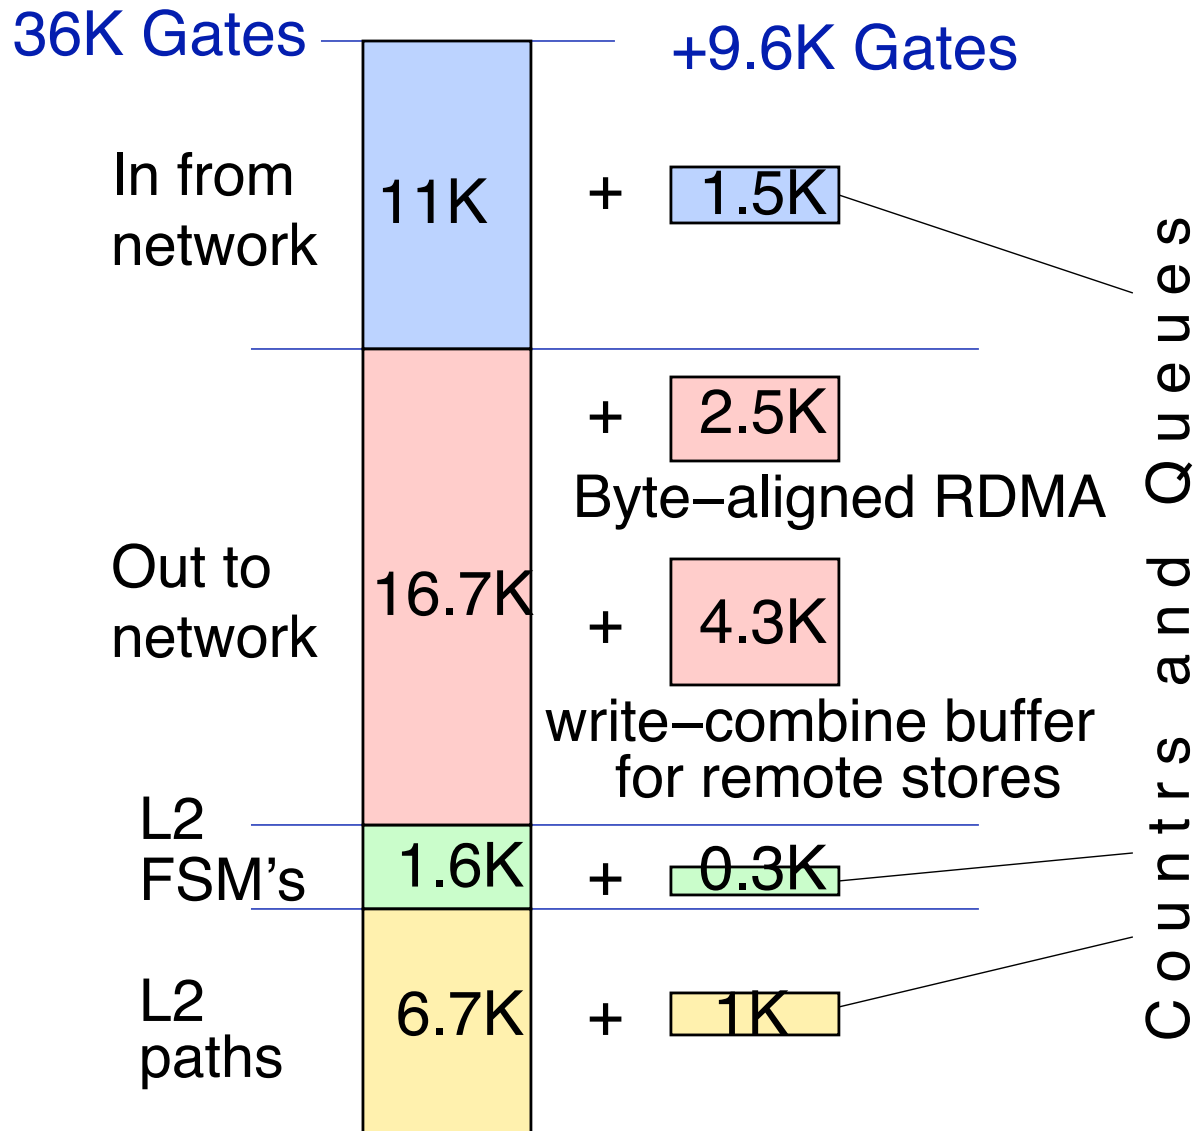 36K Gates
+9.6K Gates
In from
network
11K
+
1.5K
+
2.5K
Byte–aligned RDMA
Out to
network
16.7K
+
4.3K
write–combine buffer
for remote stores
L2
FSM's
1.6K
+
0.3K
L2
paths
6.7K
+
1K
Countrs and Queues